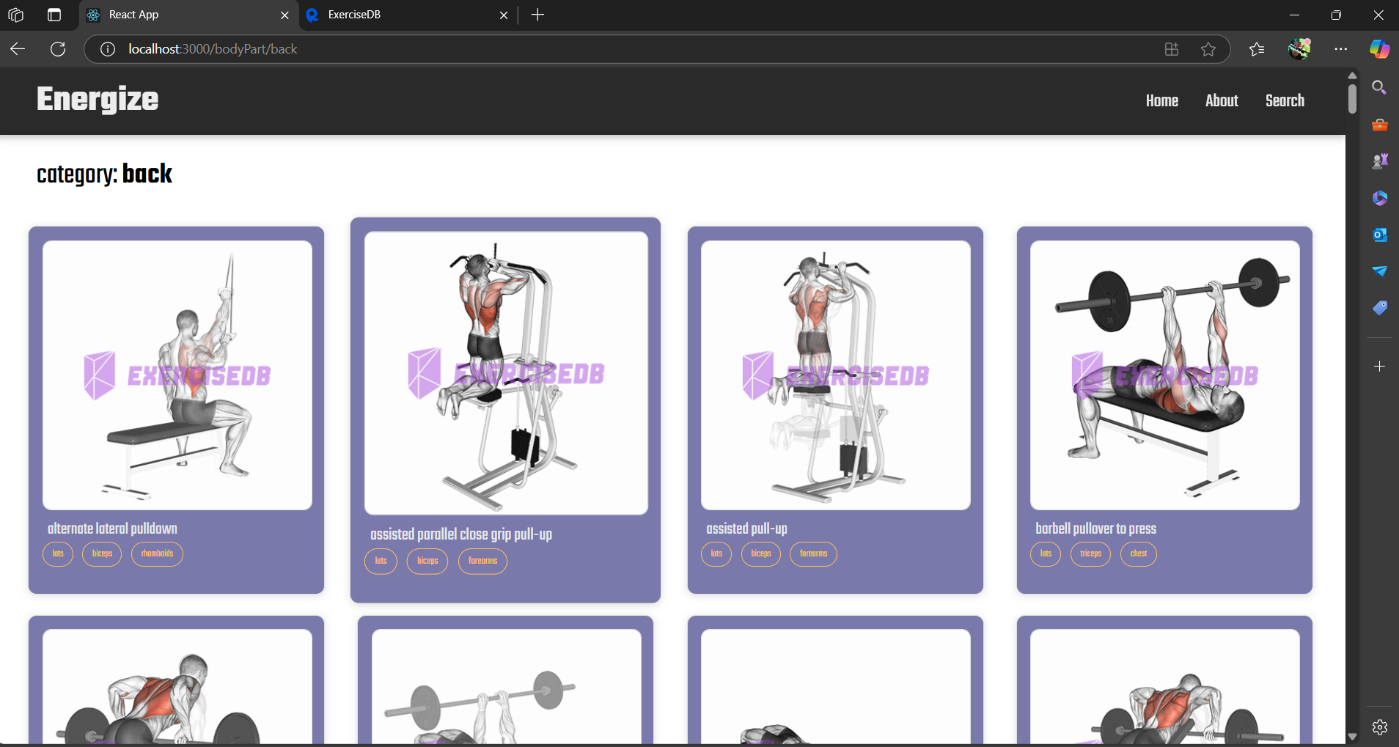 React App
ExerciseDB
localhost:3000/bodyPart/back
Energize
Home About Search
category: back
EXERCISEDB
EXERCISEDB
EXERCISEDB
EXERCISEDB
alternate lateral pulldown
lats biceps rhomboids
assisted parallel close grip pull-up
lats biceps forearms
assisted pull-up
lats biceps forearms
barbell pullover to press
lats triceps chest